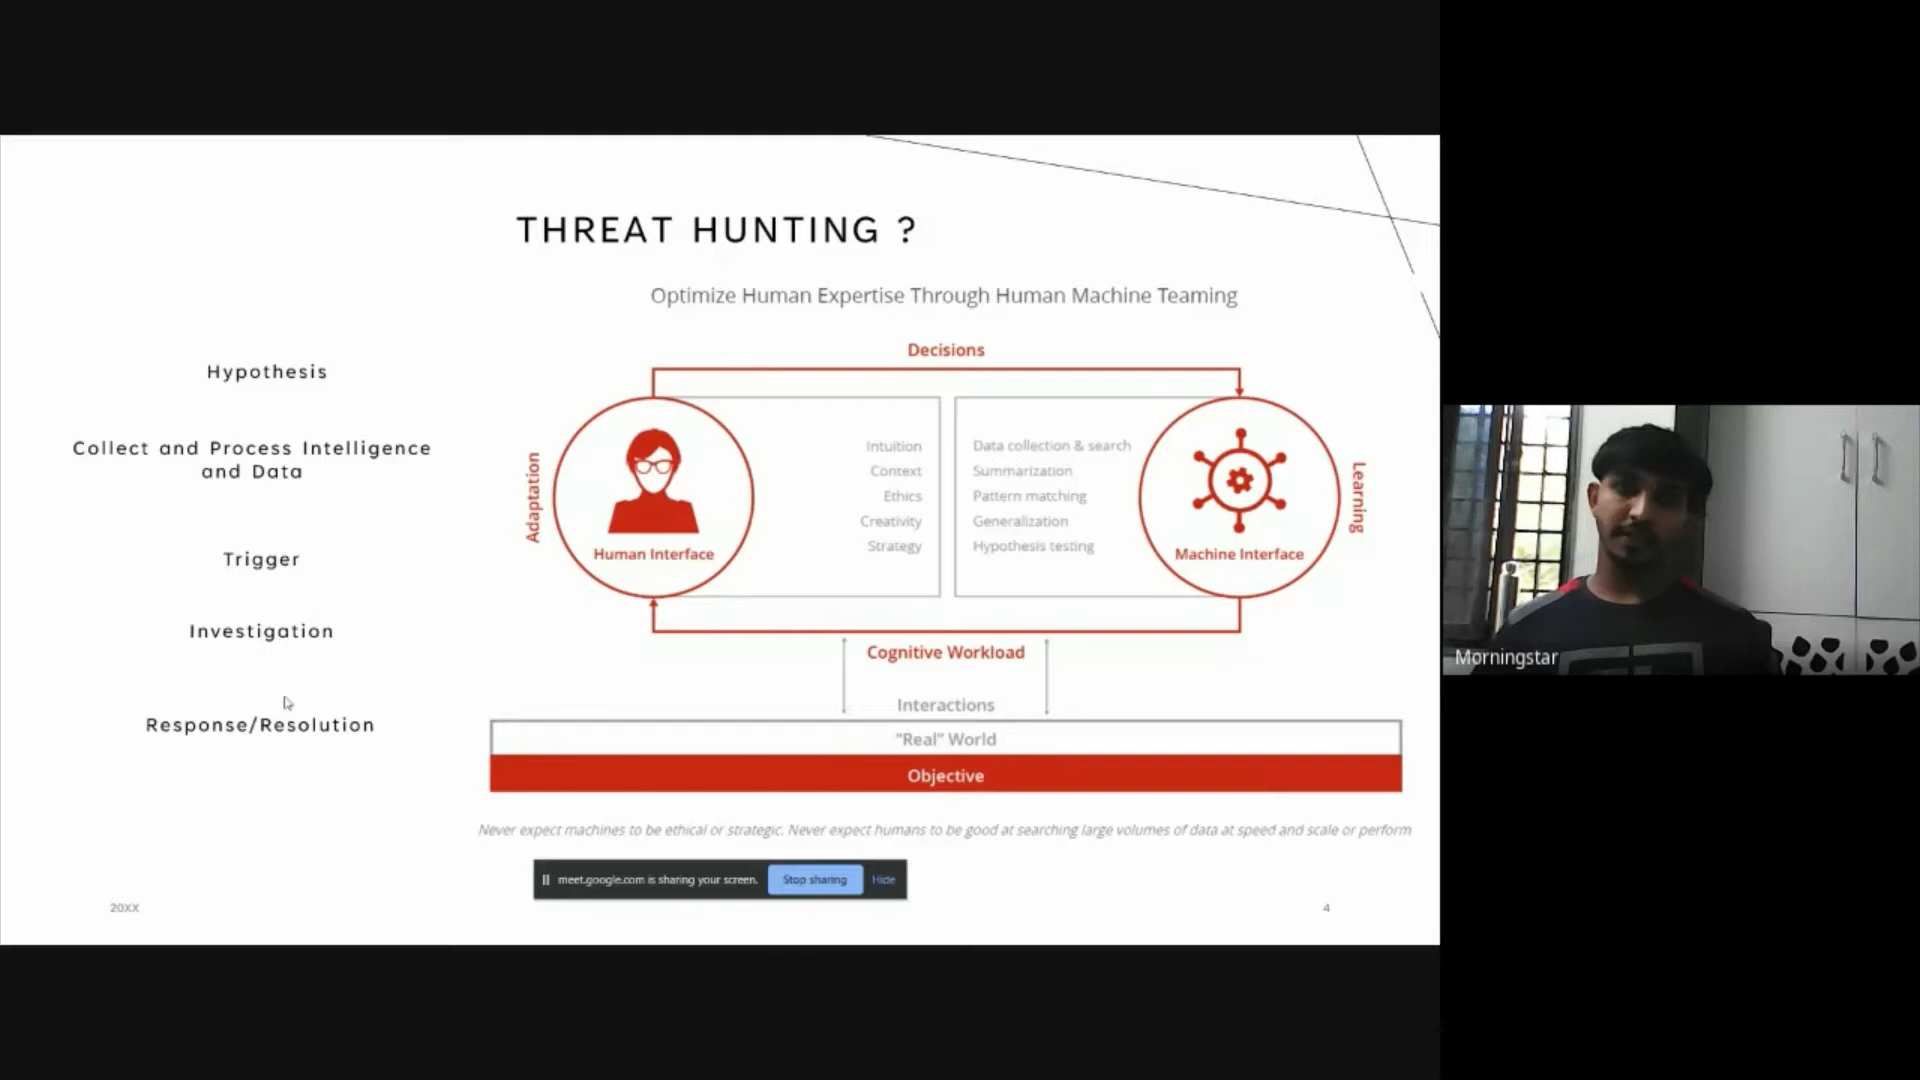 THREAT HUNTING ?
Optimize Human Expertise Through Human Machine Teaming
Hypothesis
Collect and Process Intelligence
and Data
Trigger
Investigation
Response/Resolution
Decisions
Adaptation
Human Interface
Intuition
Context
Ethics
Creativity
Strategy
Data collection & search
Summarization
Pattern matching
Generalization
Hypothesis testing
Machine Interface
Learning
Cognitive Workload
Interactions
"Real" World
Objective
Never expect machines to be ethical or strategic. Never expect humans to be good at searching large volumes of data at speed and scale or perform
meet.google.com is sharing your screen.
Stop sharing
Hide
20XX
4
Morningstar